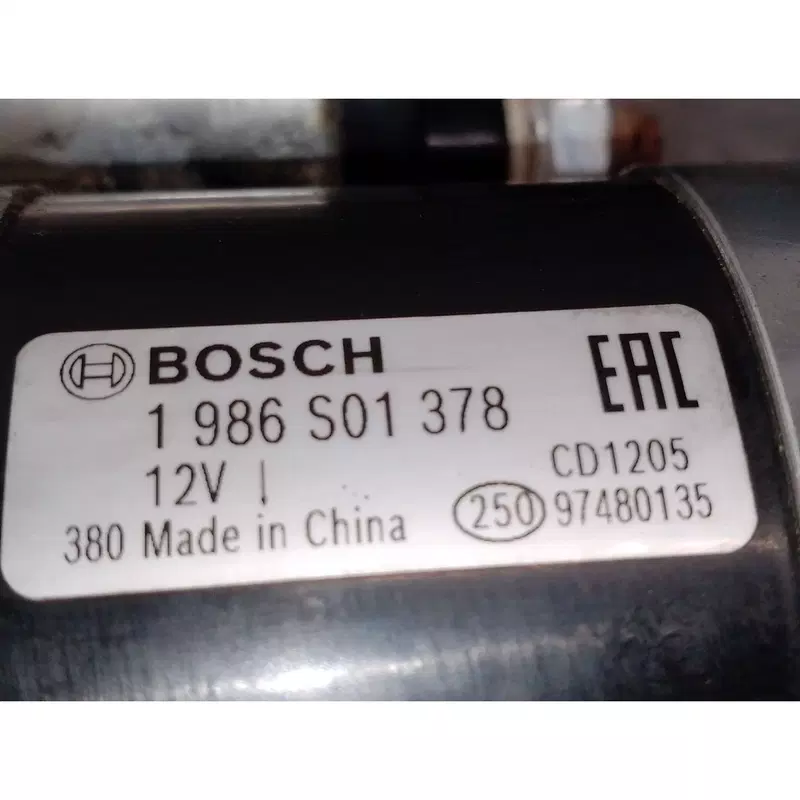 BOSCH
EAC
1 986 S01 378
12V ↓
CD1205
380 Made in China
250 97480135